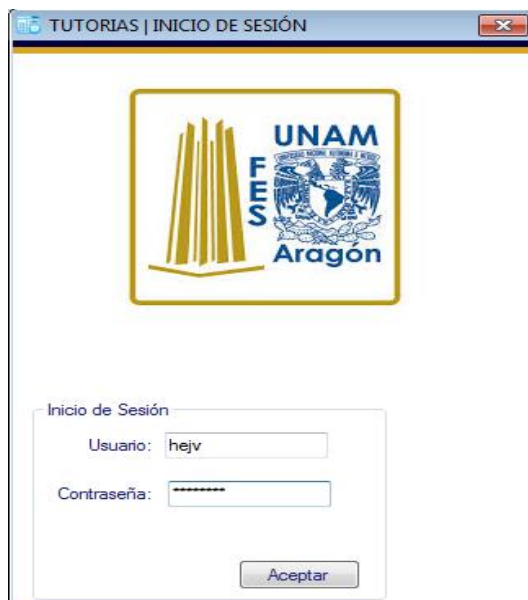 TUTORIAS | INICIO DE SESIÓN
UNAM
FES
Aragón
Inicio de Sesión
Usuario: hejv
Contraseña: ********
Aceptar